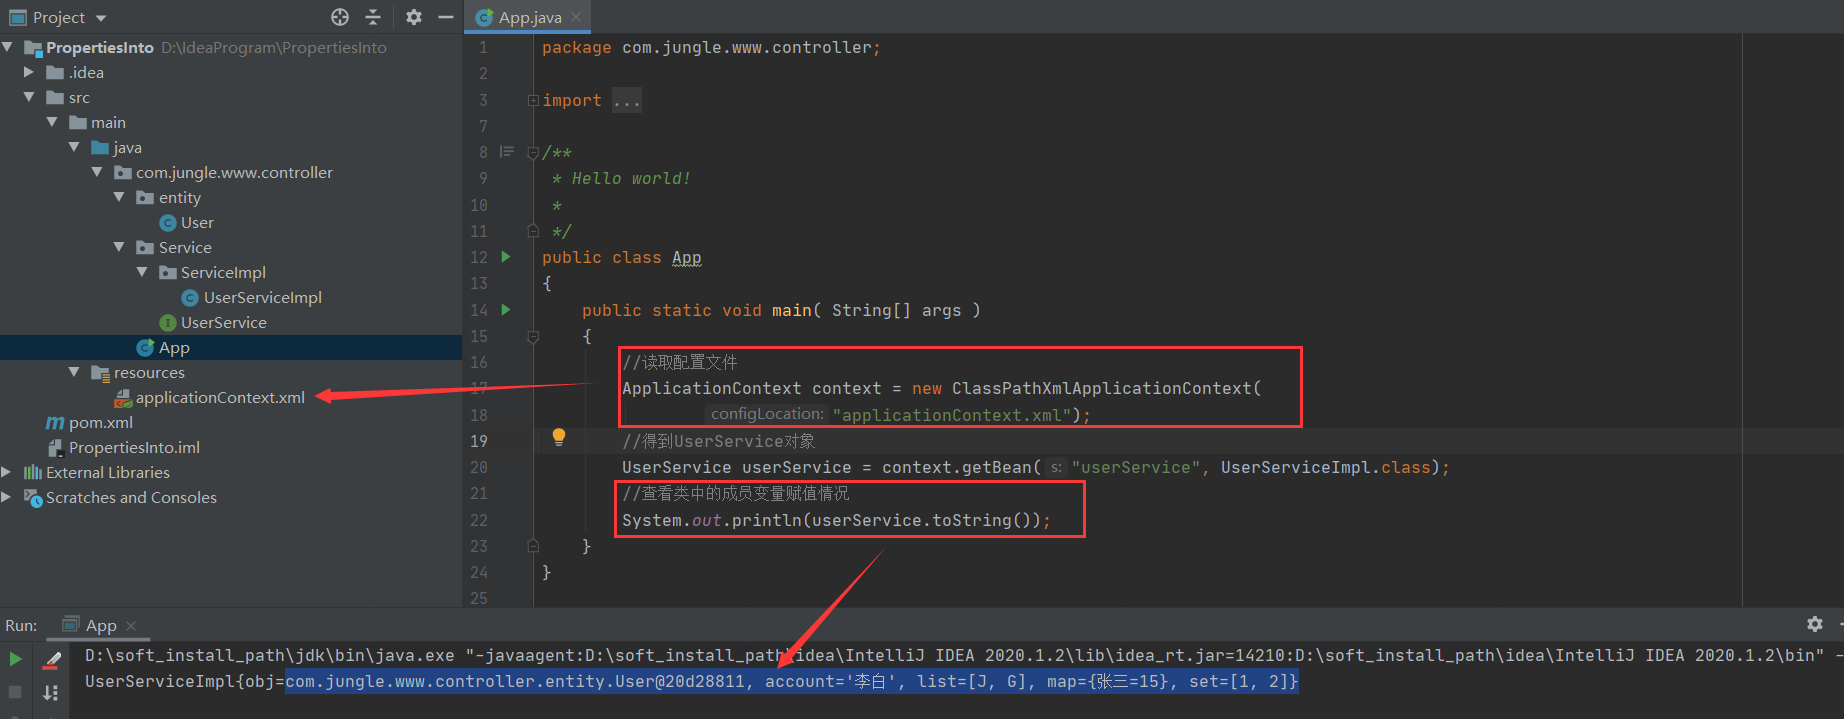 Project
App.java
PropertiesInto D:\IdeaProgram\PropertiesInto
.idea
src
main
java
com.jungle.www.controller
entity
User
Service
ServiceImpl
UserServiceImpl
UserService
App
resources
applicationContext.xml
pom.xml
PropertiesInto.iml
External Libraries
Scratches and Consoles
1 package com.jungle.www.controller;
2
3 import ...
7
8 /**
9 * Hello world!
10 *
11 */
12 public class App
13 {
14 public static void main( String[] args )
15 {
16 //读取配置文件
17 ApplicationContext context = new ClassPathXmlApplicationContext(
18 configLocation: "applicationContext.xml");
19 //得到UserService对象
20 UserService userService = context.getBean( s: "userService", UserServiceImpl.class);
21 //查看类中的成员变量赋值情况
22 System.out.println(userService.toString());
23 }
24 }
25
Run: App
D:\soft_install_path\jdk\bin\java.exe "-javaagent:D:\soft_install_path\idea\IntelliJ IDEA 2020.1.2\lib\idea_rt.jar=14210:D:\soft_install_path\idea\IntelliJ IDEA 2020.1.2\bin" -
UserServiceImpl{obj=com.jungle.www.controller.entity.User@20d28811, account='李白', list=[J, G], map={张三=15}, set=[1, 2]}